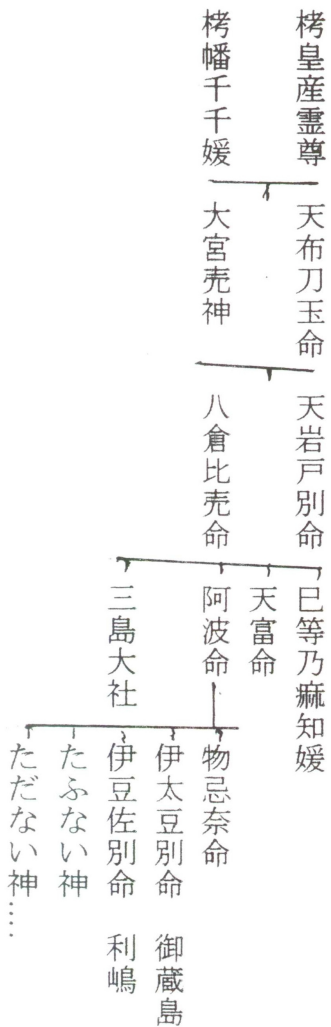 栲皇産霊尊
栲幡千千媛
天布刀玉命
大宮売神
天岩戸別命
八倉比売命
巳等乃痲知媛
天富命
阿波命
三島大社
物忌奈命
伊太豆別命 御蔵島
伊豆佐別命 利嶋
たふない神
ただない神……